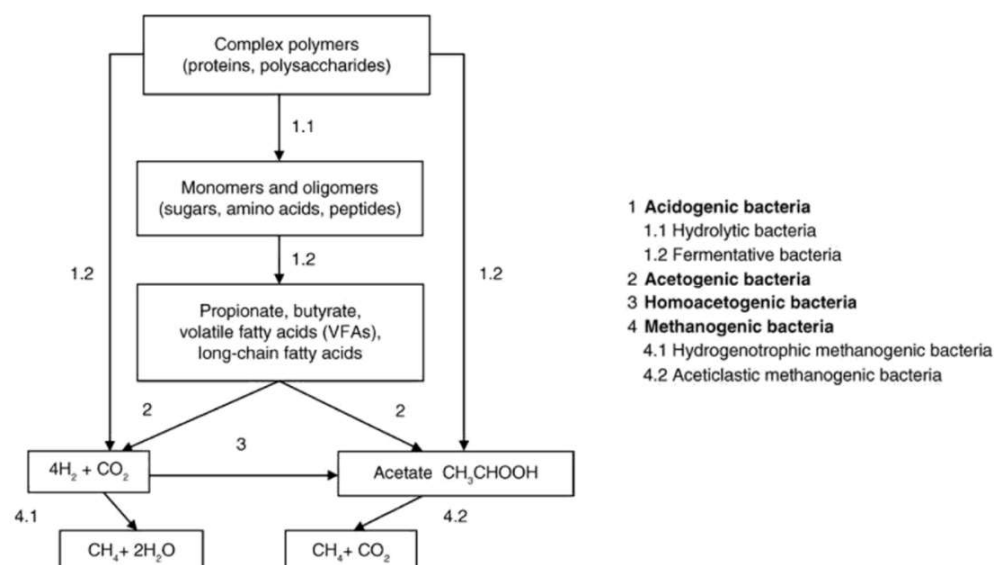 Complex polymers
(proteins, polysaccharides)
1.1
Monomers and oligomers
(sugars, amino acids, peptides)
1.2
1.2
1.2
Propionate, butyrate,
volatile fatty acids (VFAs),
long-chain fatty acids
2
2
3
4H₂ + CO₂
Acetate CH₃CHOOH
4.1
4.2
CH₄+ 2H₂O
CH₄+ CO₂
1 Acidogenic bacteria
1.1 Hydrolytic bacteria
1.2 Fermentative bacteria
2 Acetogenic bacteria
3 Homoacetogenic bacteria
4 Methanogenic bacteria
4.1 Hydrogenotrophic methanogenic bacteria
4.2 Aceticlastic methanogenic bacteria